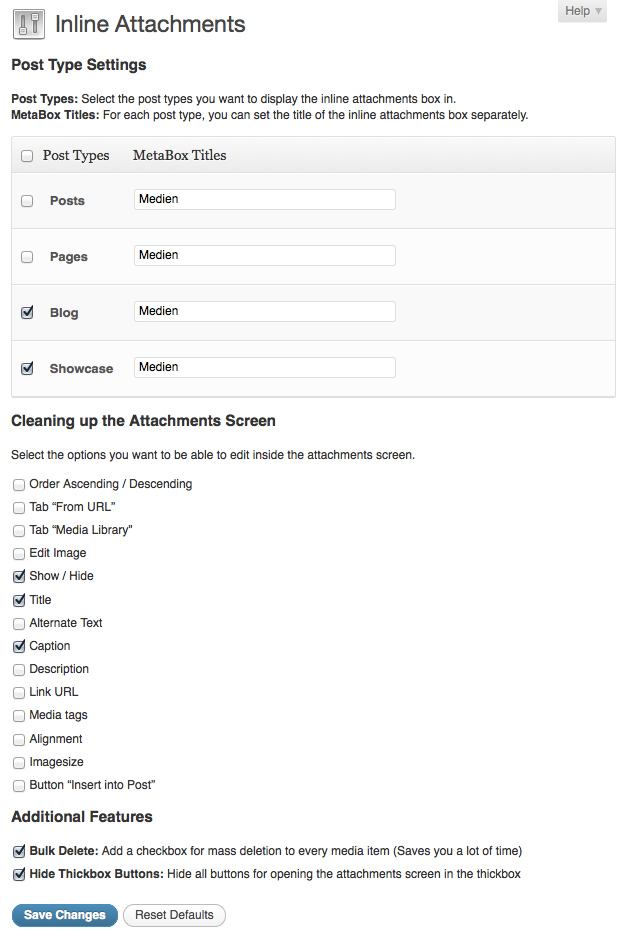 Help
Inline Attachments
Post Type Settings
Post Types: Select the post types you want to display the inline attachments box in.
MetaBox Titles: For each post type, you can set the title of the inline attachments box separately.
Post Types MetaBox Titles
Posts Medien
Pages Medien
Blog Medien
Showcase Medien
Cleaning up the Attachments Screen
Select the options you want to be able to edit inside the attachments screen.
Order Ascending / Descending
Tab “From URL”
Tab “Media Library”
Edit Image
Show / Hide
Title
Alternate Text
Caption
Description
Link URL
Media tags
Alignment
Imagesize
Button “Insert into Post”
Additional Features
Bulk Delete: Add a checkbox for mass deletion to every media item (Saves you a lot of time)
Hide Thickbox Buttons: Hide all buttons for opening the attachments screen in the thickbox
Save Changes Reset Defaults